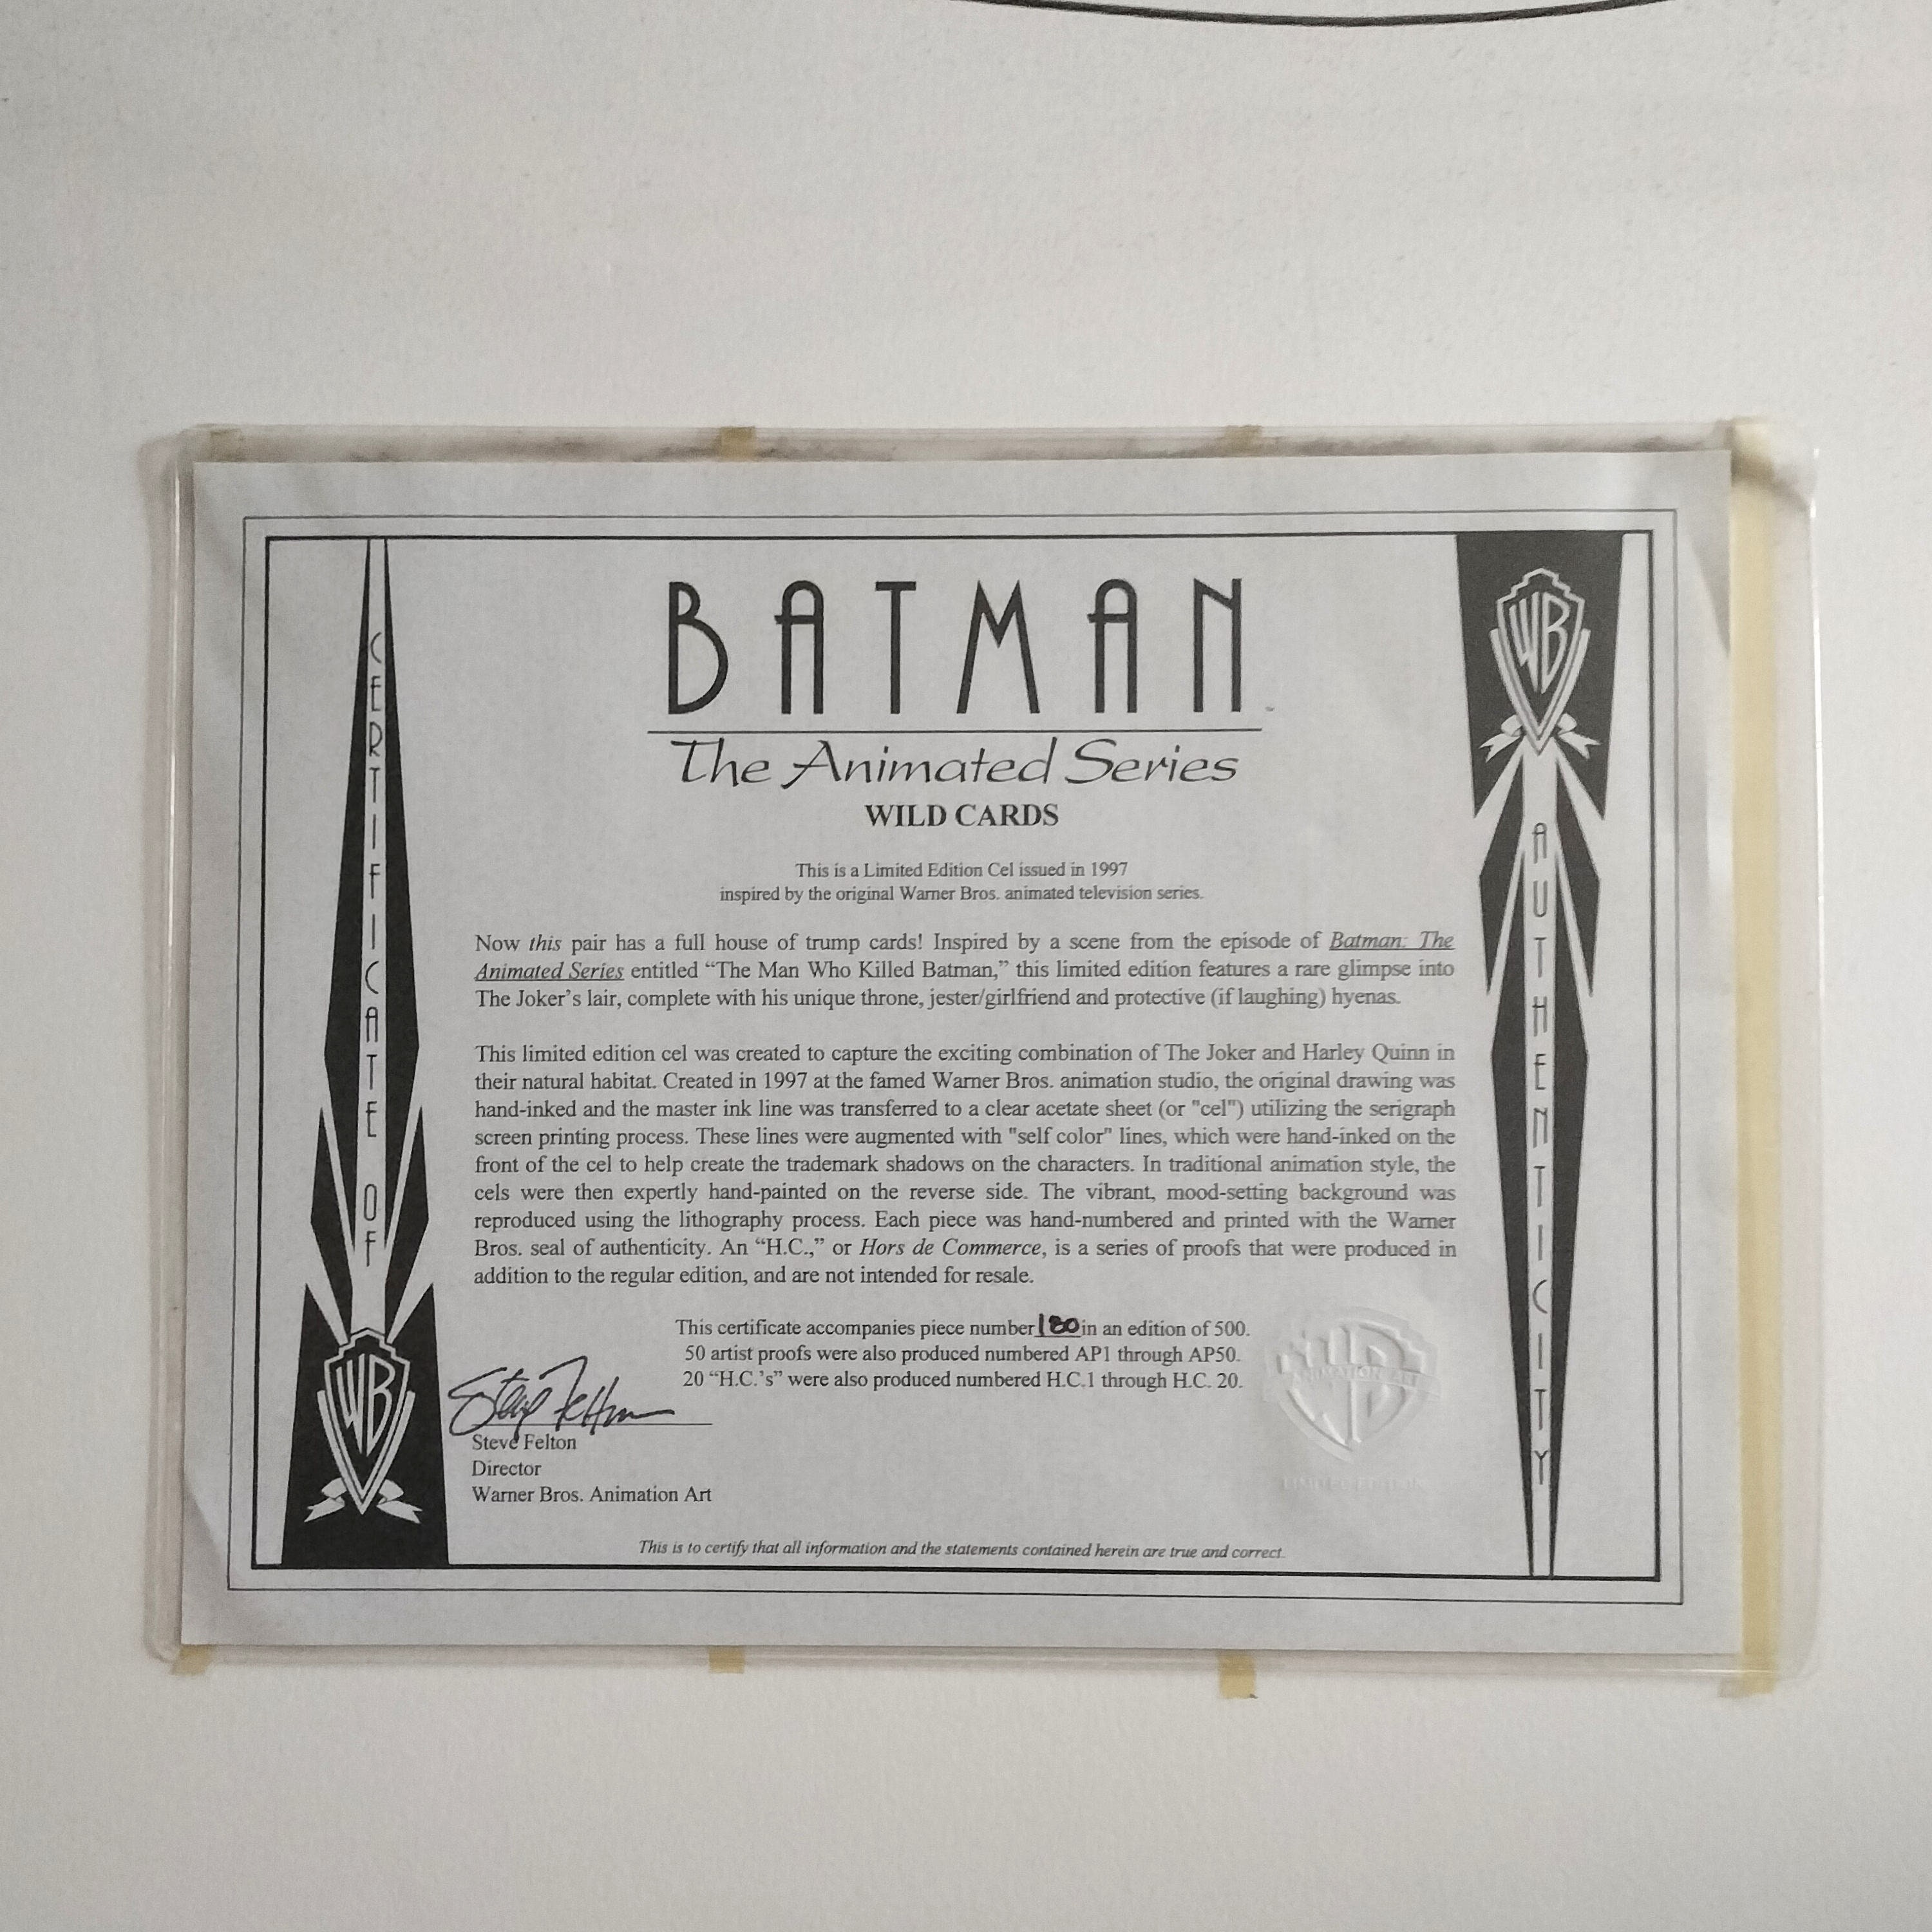 CERTIFICATE OF
BATMAN
The Animated Series
WILD CARDS
This is a Limited Edition Cel issued in 1997
inspired by the original Warner Bros. animated television series.
Now this pair has a full house of trump cards! Inspired by a scene from the episode of Batman: The
Animated Series entitled “The Man Who Killed Batman,” this limited edition features a rare glimpse into
The Joker’s lair, complete with his unique throne, jester/girlfriend and protective (if laughing) hyenas.
This limited edition cel was created to capture the exciting combination of The Joker and Harley Quinn in
their natural habitat. Created in 1997 at the famed Warner Bros. animation studio, the original drawing was
hand-inked and the master ink line was transferred to a clear acetate sheet (or "cel") utilizing the serigraph
screen printing process. These lines were augmented with "self color" lines, which were hand-inked on the
front of the cel to help create the trademark shadows on the characters. In traditional animation style, the
cels were then expertly hand-painted on the reverse side. The vibrant, mood-setting background was
reproduced using the lithography process. Each piece was hand-numbered and printed with the Warner
Bros. seal of authenticity. An “H.C.,” or Hors de Commerce, is a series of proofs that were produced in
addition to the regular edition, and are not intended for resale.
This certificate accompanies piece number 180 in an edition of 500.
50 artist proofs were also produced numbered AP1 through AP50.
20 “H.C.’s” were also produced numbered H.C.1 through H.C. 20.
Steve Felton
Steve Felton
Director
Warner Bros. Animation Art
This is to certify that all information and the statements contained herein are true and correct.
WB
WB
AUTHENTICITY
WB
ANIMATION ART
LIMITED EDITION